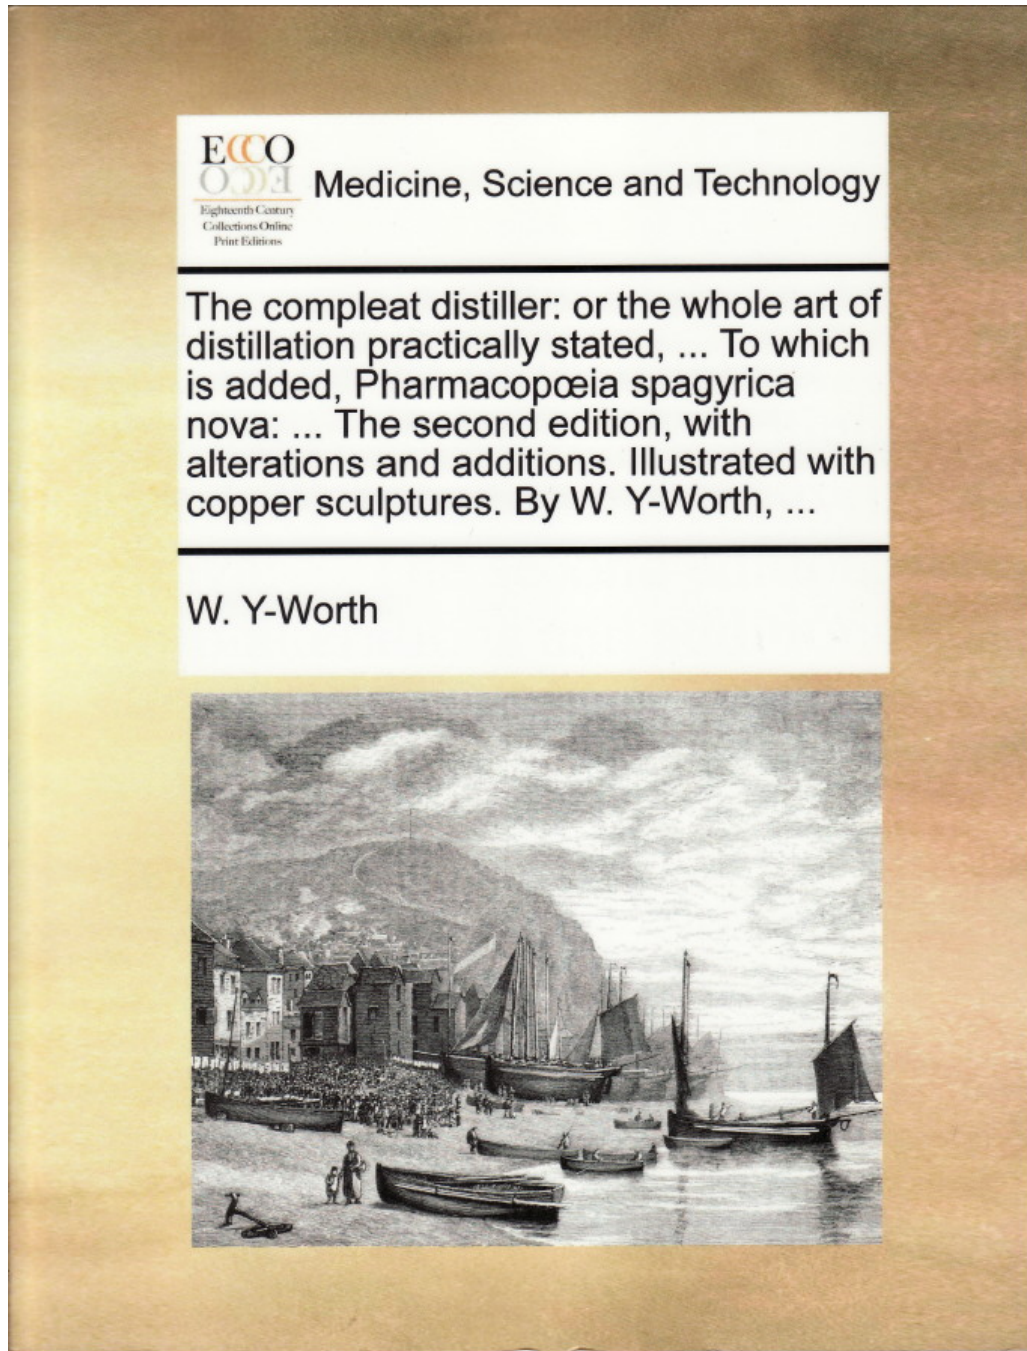 ECCO
Eighteenth Century
Collections Online
Print Editions
Medicine, Science and Technology
The compleat distiller: or the whole art of
distillation practically stated, ... To which
is added, Pharmacopœia spagyrica
nova: ... The second edition, with
alterations and additions. Illustrated with
copper sculptures. By W. Y-Worth, ...
W. Y-Worth